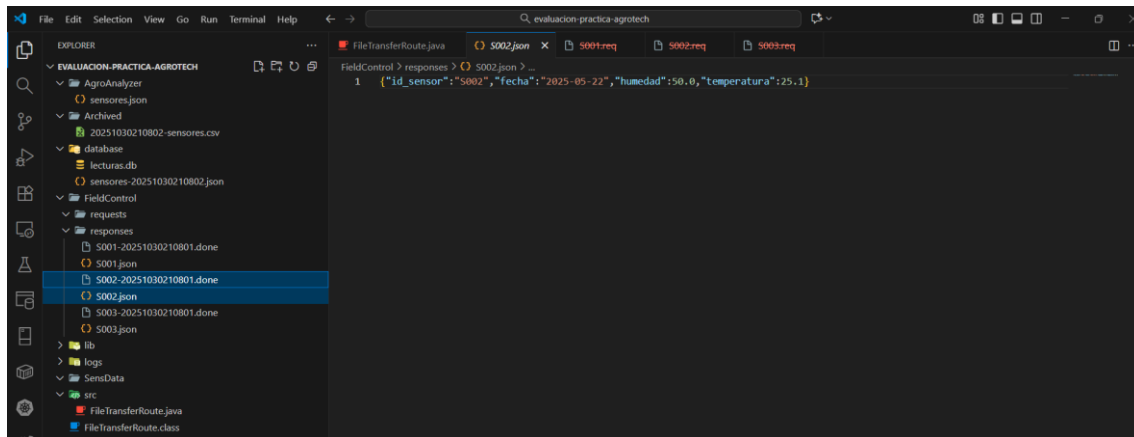 File Edit Selection View Go Run Terminal Help
evaluacion-practica-agrotech
EXPLORER
EVALUACION-PRACTICA-AGROTECH
AgroAnalyzer
sensores.json
Archived
20251030210802-sensores.csv
database
lecturas.db
sensores-20251030210802.json
FieldControl
requests
responses
S001-20251030210801.done
S001.json
S002-20251030210801.done
S002.json
S003-20251030210801.done
S003.json
lib
logs
SensData
src
FileTransferRoute.java
FileTransferRoute.class
FileTransferRoute.java S002.json S001.req S002.req S003.req
FieldControl > responses > S002.json > ...
1 {"id_sensor":"S002","fecha":"2025-05-22","humedad":50.0,"temperatura":25.1}